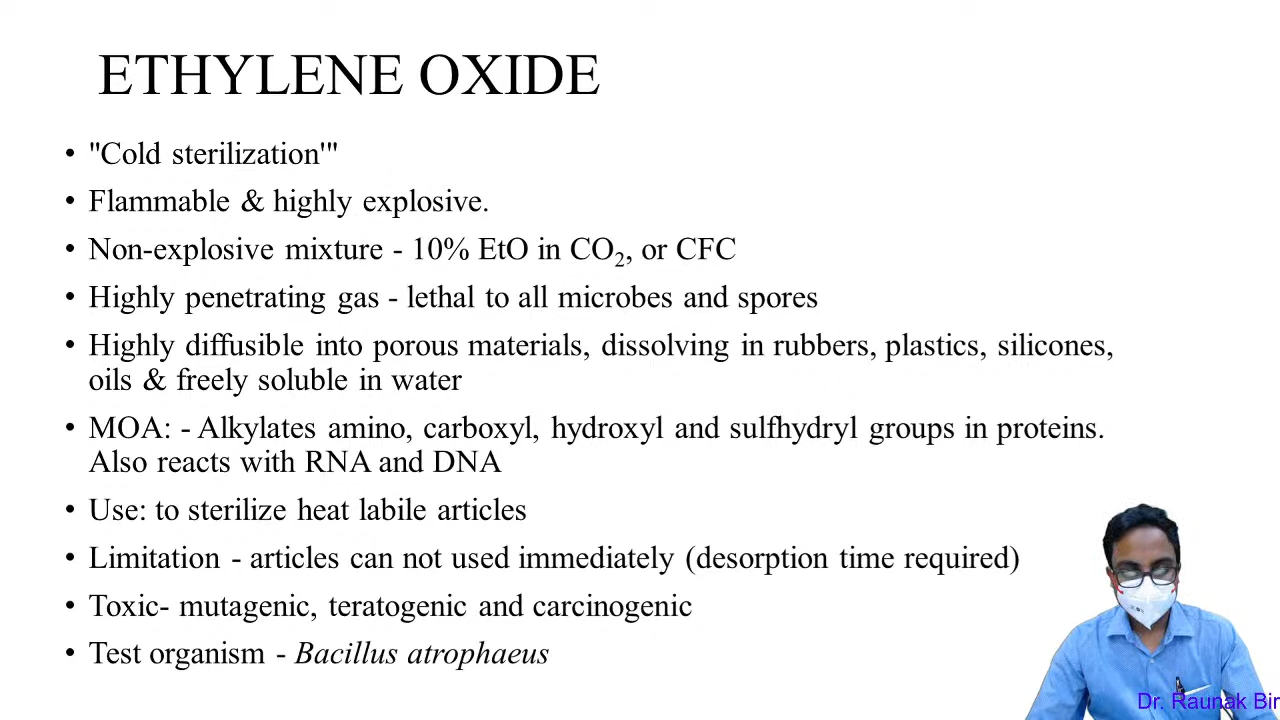 ETHYLENE OXIDE
• "Cold sterilization'"
• Flammable & highly explosive.
• Non-explosive mixture - 10% EtO in CO₂, or CFC
• Highly penetrating gas - lethal to all microbes and spores
• Highly diffusible into porous materials, dissolving in rubbers, plastics, silicones,
oils & freely soluble in water
• MOA: - Alkylates amino, carboxyl, hydroxyl and sulfhydryl groups in proteins.
Also reacts with RNA and DNA
• Use: to sterilize heat labile articles
• Limitation - articles can not used immediately (desorption time required)
• Toxic- mutagenic, teratogenic and carcinogenic
• Test organism - Bacillus atrophaeus
Dr. Raunak Bir